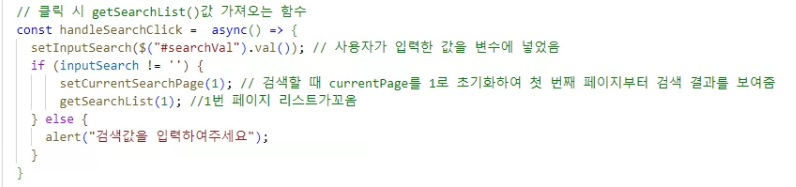 // 클릭 시 getSearchList()값 가져오는 함수
const handleSearchClick =  async() => {
  setInputSearch($("#searchVal").val()); // 사용자가 입력한 값을 변수에 넣었음
  if (inputSearch != '') {
      setCurrentSearchPage(1); // 검색할 때 currentPage를 1로 초기화하여 첫 번째 페이지부터 검색 결과를 보여줌
      getSearchList(1); //1번 페이지 리스트가꼬옴
  } else {
    alert("검색값을 입력하여주세요");
  }
}